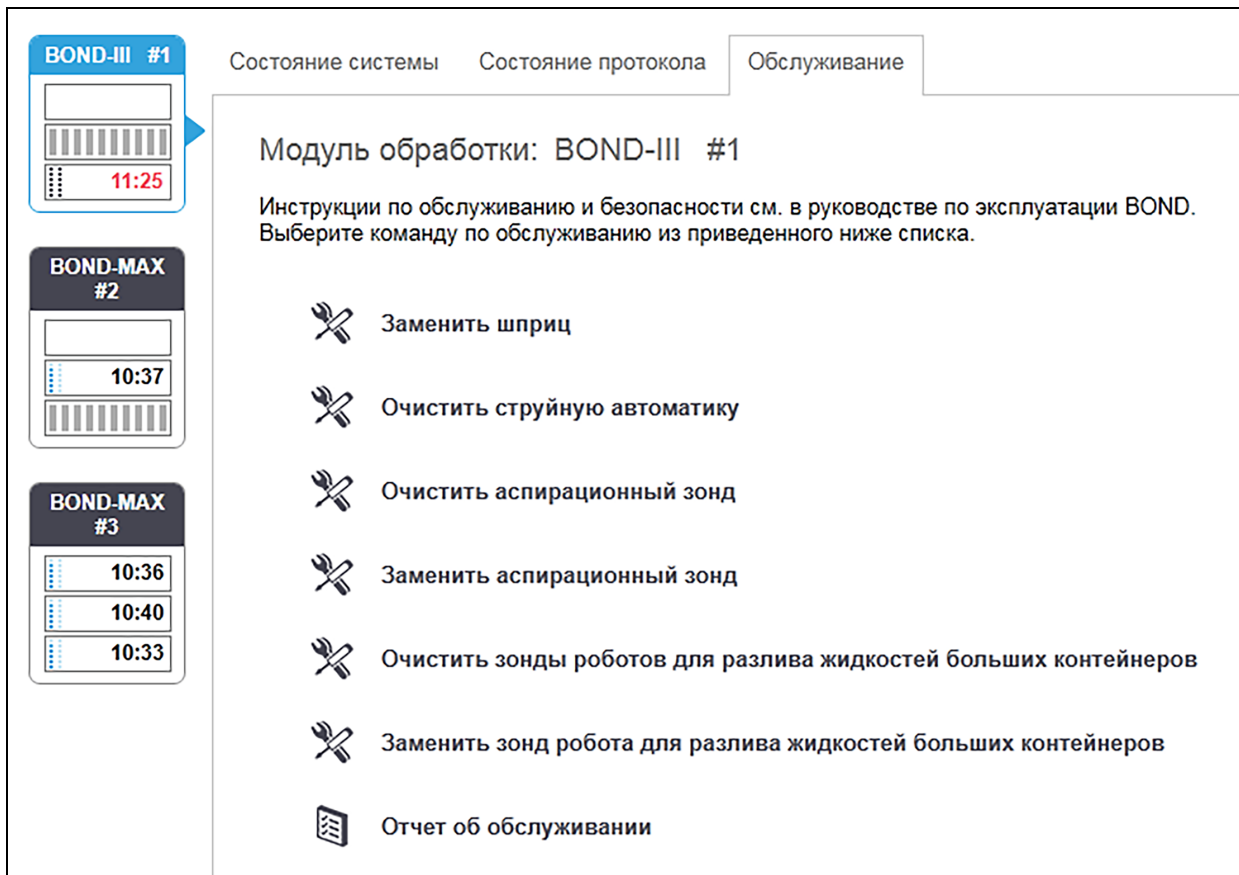 BOND-III #1
11:25
BOND-MAX
#2
10:37
BOND-MAX
#3
10:36
10:40
10:33
Состояние системы
Состояние протокола
Обслуживание
Модуль обработки: BOND-III #1
Инструкции по обслуживанию и безопасности см. в руководстве по эксплуатации BOND.
Выберите команду по обслуживанию из приведенного ниже списка.
Заменить шприц
Очистить струйную автоматику
Очистить аспирационный зонд
Заменить аспирационный зонд
Очистить зонды роботов для разлива жидкостей больших контейнеров
Заменить зонд робота для разлива жидкостей больших контейнеров
Отчет об обслуживании